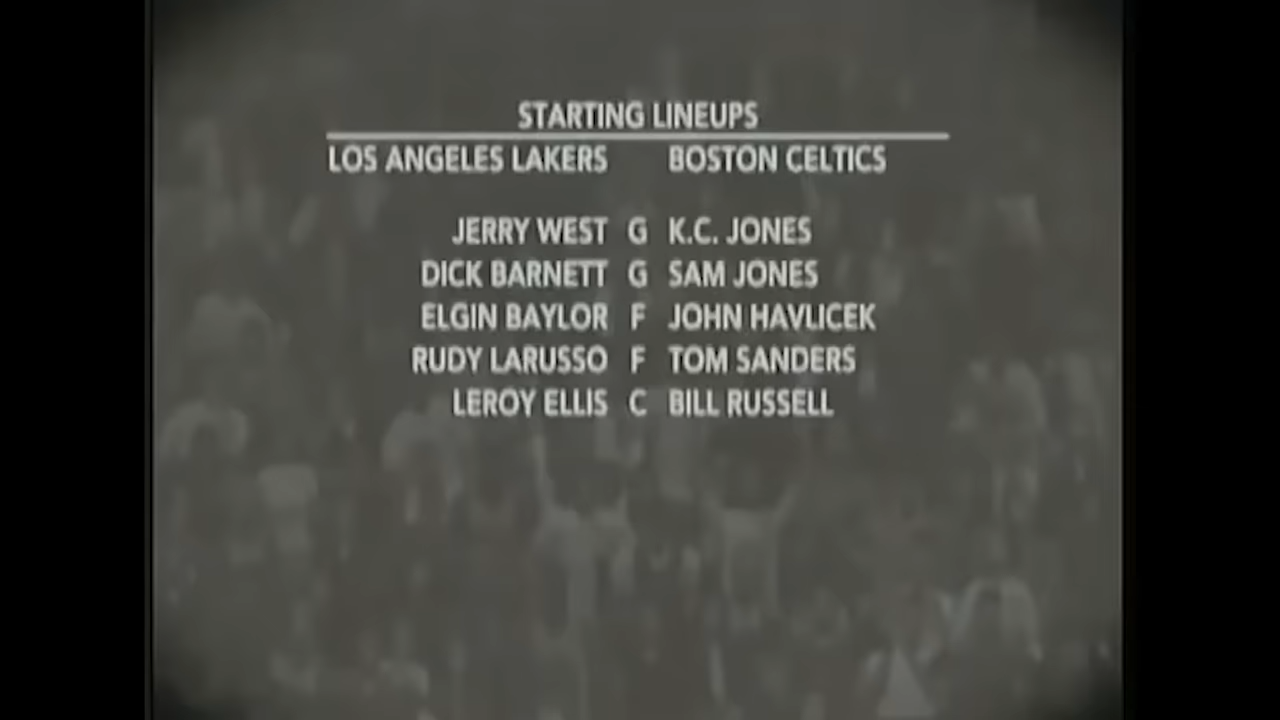 STARTING LINEUPS
LOS ANGELES LAKERS BOSTON CELTICS
JERRY WEST G K.C. JONES
DICK BARNETT G SAM JONES
ELGIN BAYLOR F JOHN HAVLICEK
RUDY LARUSSO F TOM SANDERS
LEROY ELLIS C BILL RUSSELL